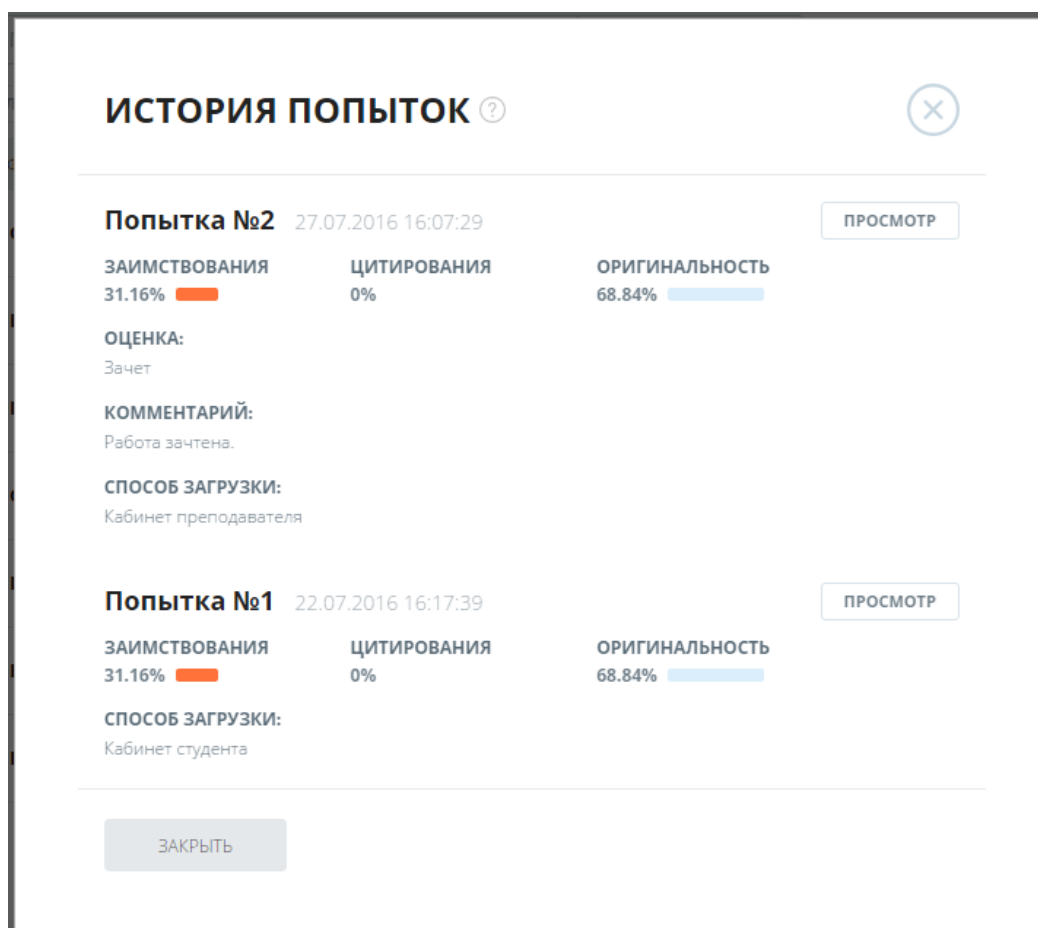 ИСТОРИЯ ПОПЫТОК ?
Попытка №2 27.07.2016 16:07:29 ПРОСМОТР
ЗАИМСТВОВАНИЯ ЦИТИРОВАНИЯ ОРИГИНАЛЬНОСТЬ
31.16% 0% 68.84%
ОЦЕНКА:
Зачет
КОММЕНТАРИЙ:
Работа зачтена.
СПОСОБ ЗАГРУЗКИ:
Кабинет преподавателя
Попытка №1 22.07.2016 16:17:39 ПРОСМОТР
ЗАИМСТВОВАНИЯ ЦИТИРОВАНИЯ ОРИГИНАЛЬНОСТЬ
31.16% 0% 68.84%
СПОСОБ ЗАГРУЗКИ:
Кабинет студента
ЗАКРЫТЬ